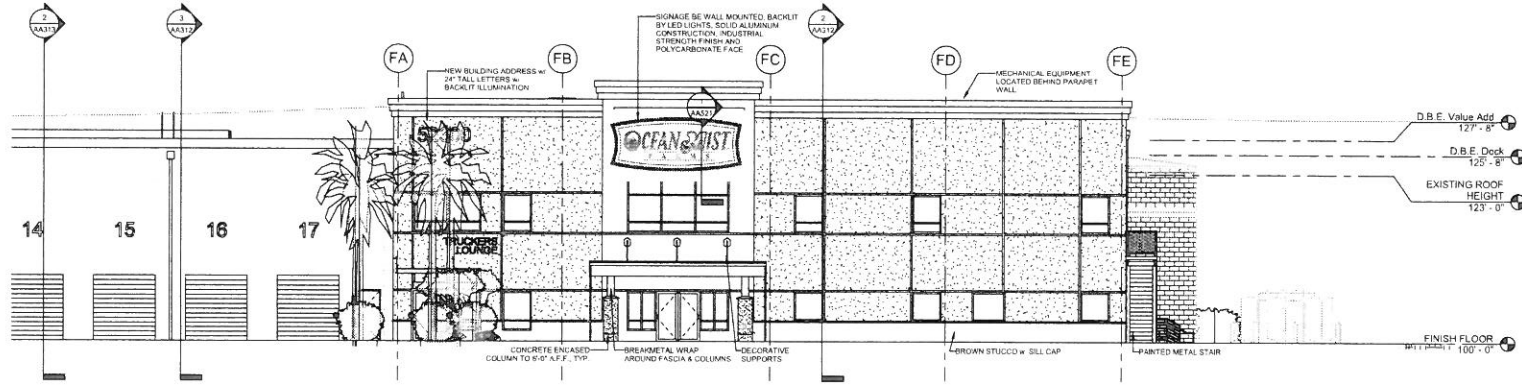 2
AA313
3
AA312
SIGNAGE BE WALL MOUNTED, BACKLIT
BY LED LIGHTS, SOLID ALUMINUM
CONSTRUCTION, INDUSTRIAL
STRENGTH FINISH AND
POLYCARBONATE FACE
2
AA312
FA
FB
FC
FD
FE
NEW BUILDING ADDRESS w/
24" TALL LETTERS w/
BACKLIT ILLUMINATION
MECHANICAL EQUIPMENT
LOCATED BEHIND PARAPET
WALL
1
AA521
OCEAN MIST
FARMS
D.B.E. Value Add
127' - 8"
D.B.E. Dock
125' - 8"
EXISTING ROOF
HEIGHT
123' - 0"
14
15
16
17
TRUCKERS
LOUNGE
CONCRETE ENCASED
COLUMN TO 6'-0" A.F.F., TYP.
BREAKMETAL WRAP
AROUND FASCIA & COLUMNS
DECORATIVE
SUPPORTS
BROWN STUCCO w/ SILL CAP
PAINTED METAL STAIR
FINISH FLOOR
100' - 0"